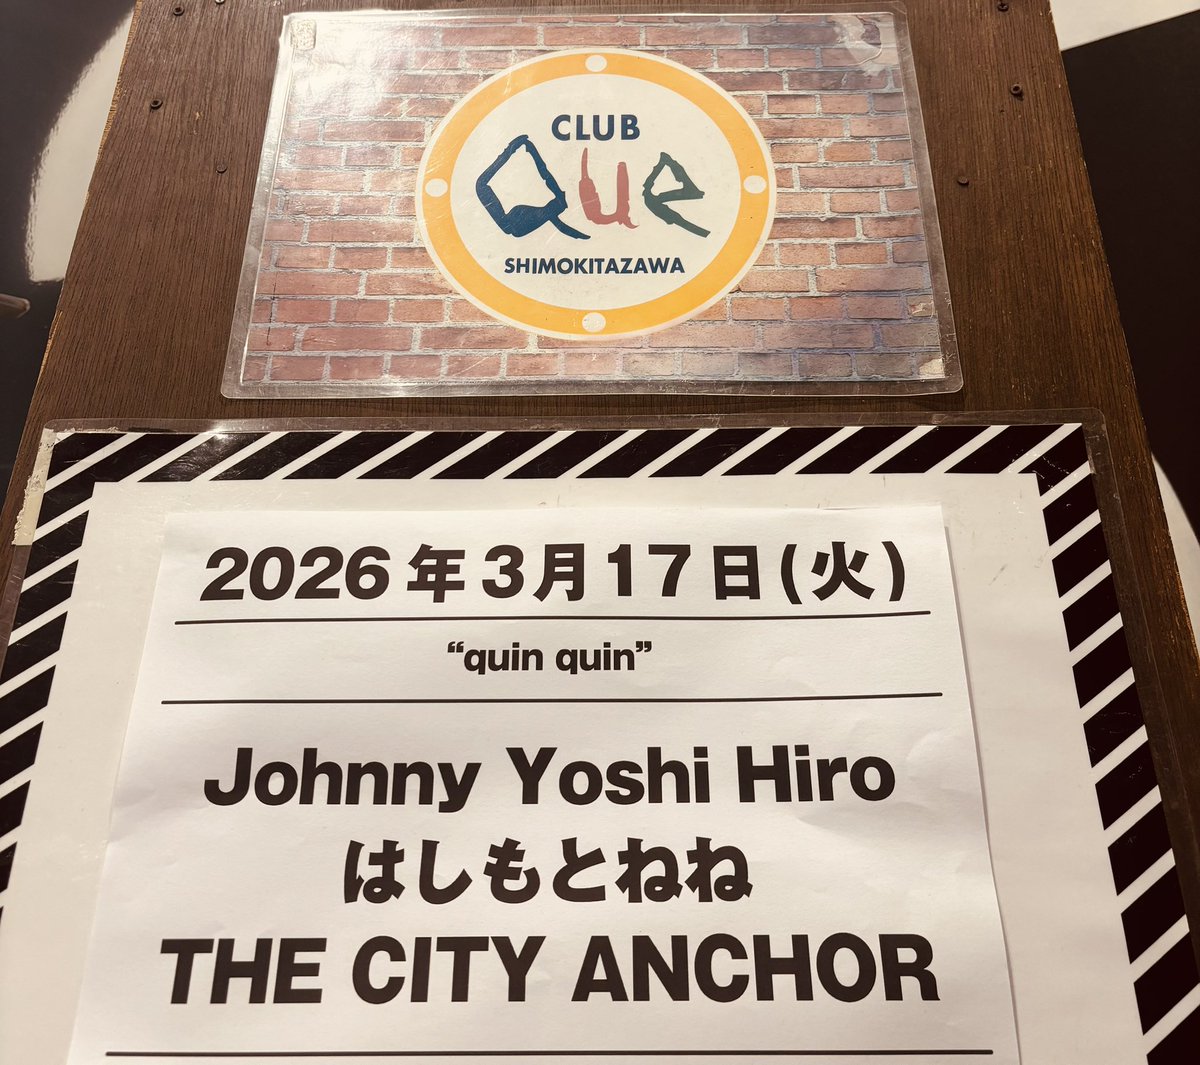 CLUB
Que
SHIMOKITAZAWA
2026年3月17日(火)
“quin quin”
Johnny Yoshi Hiro
はしもとねね
THE CITY ANCHOR